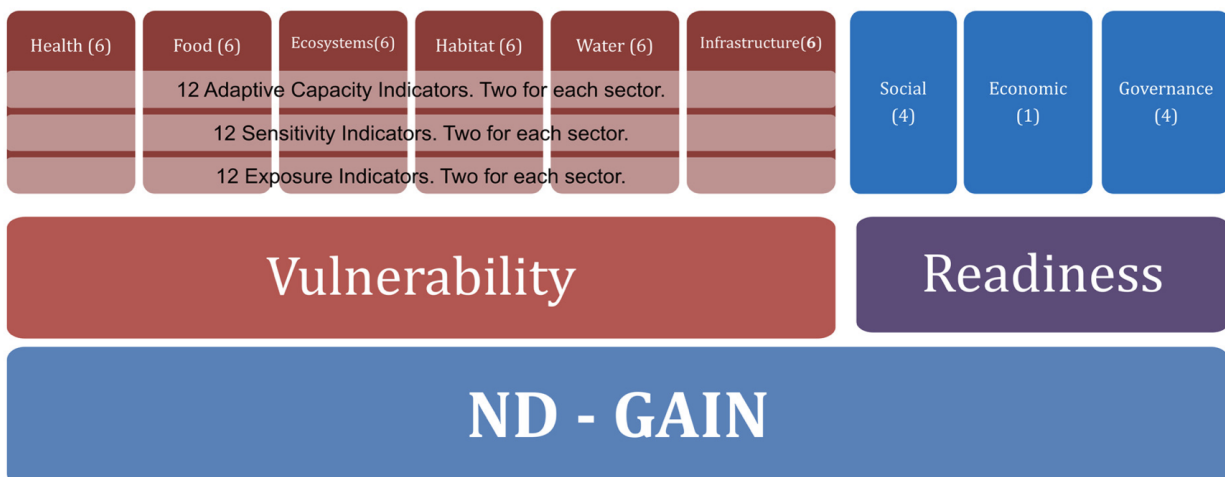 Health (6)
Food (6)
Ecosystems(6)
Habitat (6)
Water (6)
Infrastructure(6)
12 Adaptive Capacity Indicators. Two for each sector.
12 Sensitivity Indicators. Two for each sector.
12 Exposure Indicators. Two for each sector.
Social
(4)
Economic
(1)
Governance
(4)
Vulnerability
Readiness
ND - GAIN